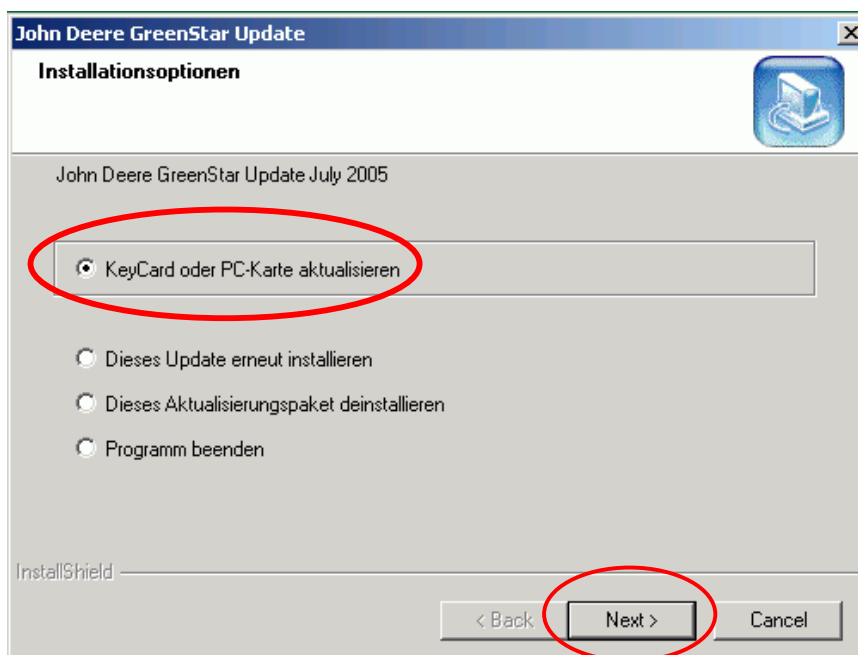 John Deere GreenStar Update
Installationsoptionen
John Deere GreenStar Update July 2005
KeyCard oder PC-Karte aktualisieren
Dieses Update erneut installieren
Dieses Aktualisierungspaket deinstallieren
Programm beenden
InstallShield
< Back
Next >
Cancel